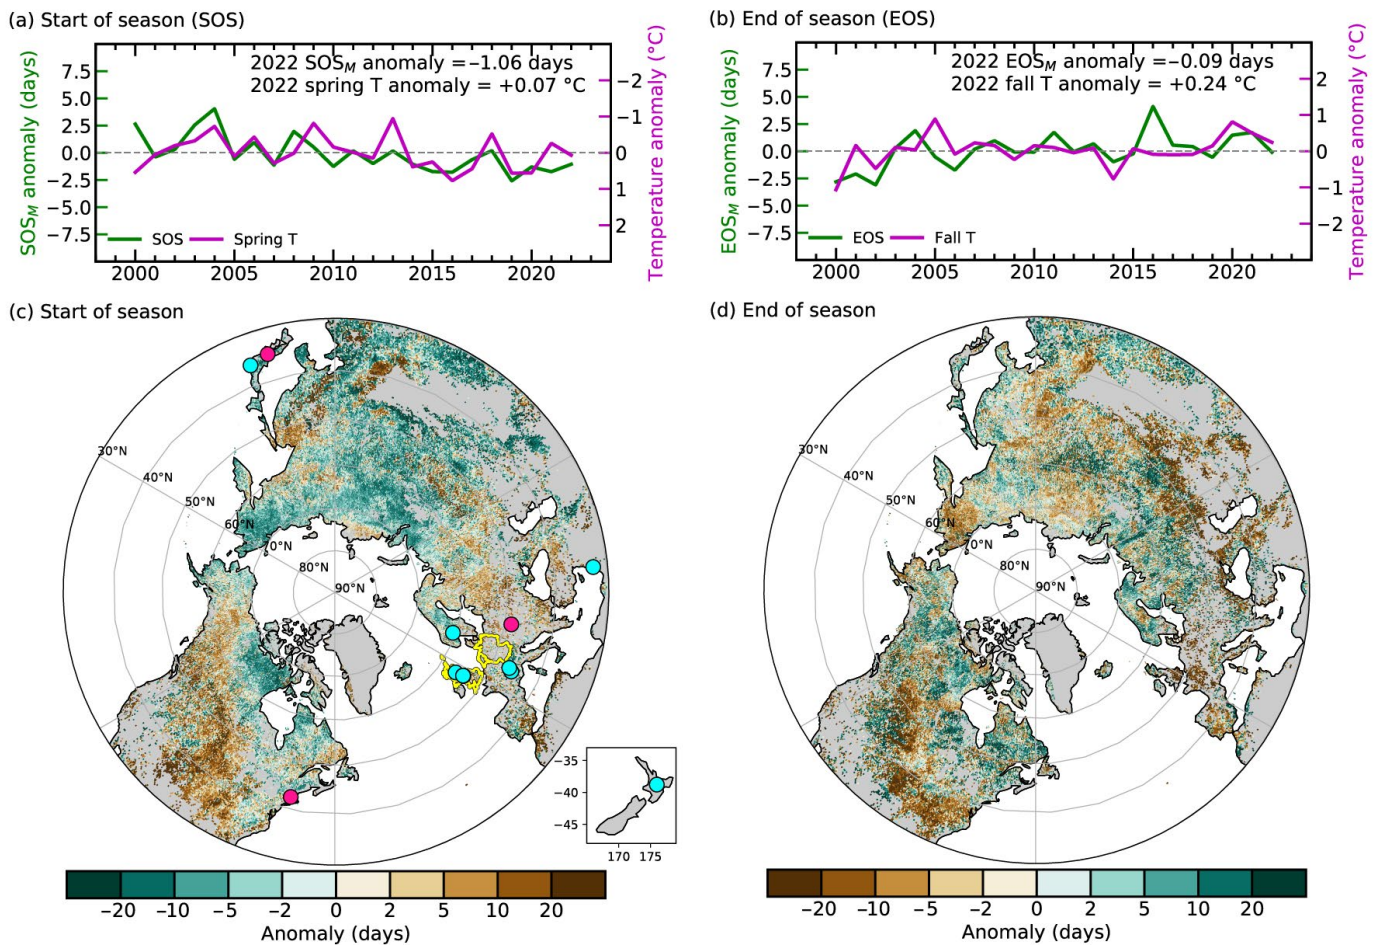 (a) Start of season (SOS)
2022 SOSM anomaly =–1.06 days
2022 spring T anomaly = +0.07 °C
SOSM anomaly (days)
7.5
5.0
2.5
0.0
−2.5
−5.0
−7.5
Temperature anomaly (°C)
−2
−1
0
1
2
SOS
Spring T
2000
2005
2010
2015
2020
(b) End of season (EOS)
2022 EOSM anomaly =–0.09 days
2022 fall T anomaly = +0.24 °C
EOSM anomaly (days)
7.5
5.0
2.5
0.0
−2.5
−5.0
−7.5
Temperature anomaly (°C)
2
1
0
−1
−2
EOS
Fall T
2000
2005
2010
2015
2020
(c) Start of season
30°N
40°N
50°N
60°N
70°N
80°N
90°N
−35
−40
−45
170 175
–20 –10 –5 –2 0 2 5 10 20
Anomaly (days)
(d) End of season
30°N
40°N
50°N
60°N
70°N
80°N
90°N
–20 –10 –5 –2 0 2 5 10 20
Anomaly (days)